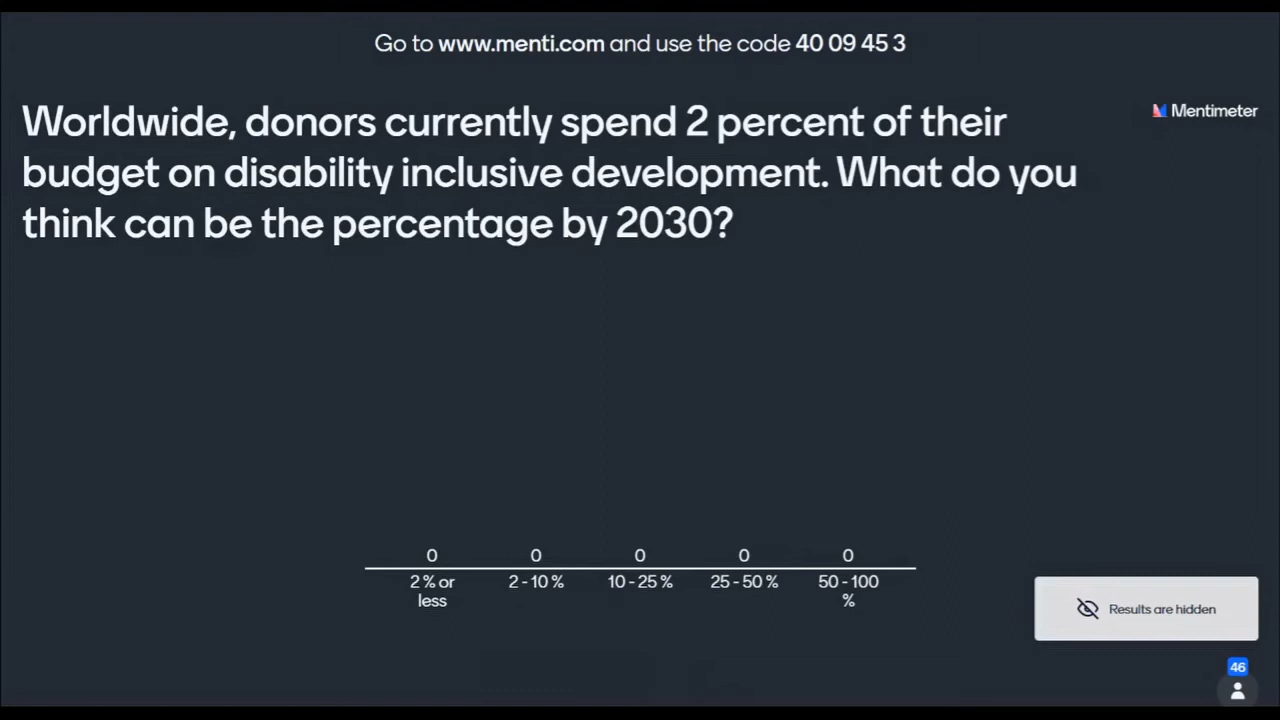 Go to www.menti.com and use the code 40 09 45 3
Mentimeter
Worldwide, donors currently spend 2 percent of their
budget on disability inclusive development. What do you
think can be the percentage by 2030?
0 0 0 0 0
2 % or less 2 - 10 % 10 - 25 % 25 - 50 % 50 - 100 %
Results are hidden
46